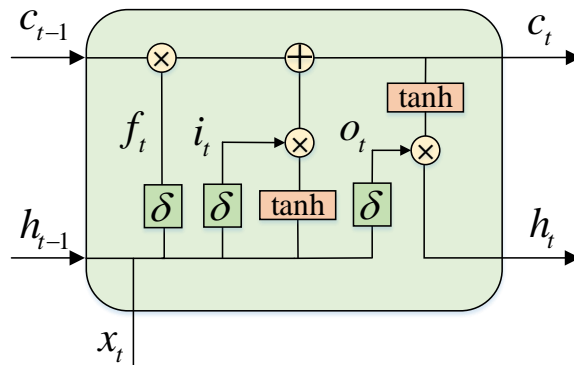 c_{t-1} c_t
× +
tanh
f_t i_t × o_t ×
δ δ tanh δ
h_{t-1} h_t
x_t